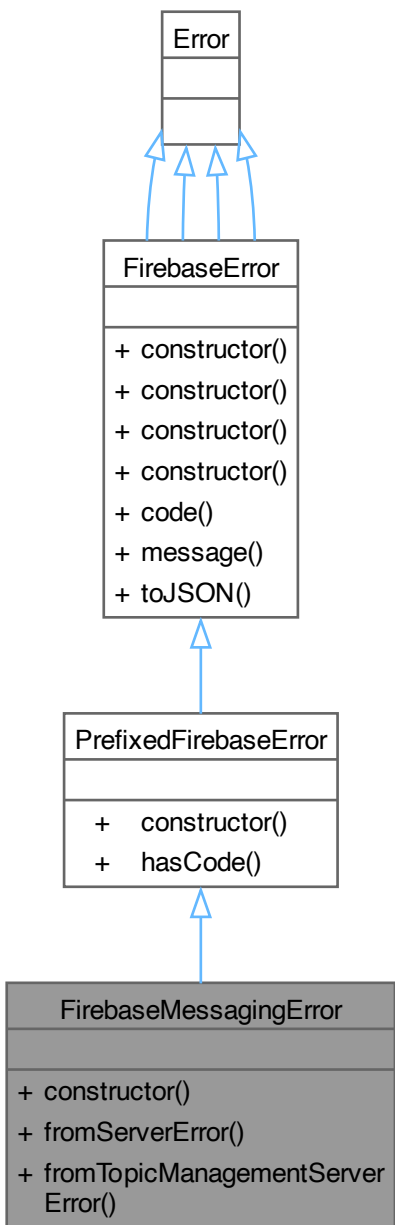 Error
FirebaseError
+ constructor()
+ constructor()
+ constructor()
+ constructor()
+ code()
+ message()
+ toJSON()
PrefixedFirebaseError
+ constructor()
+ hasCode()
FirebaseMessagingError
+ constructor()
+ fromServerError()
+ fromTopicManagementServer
Error()